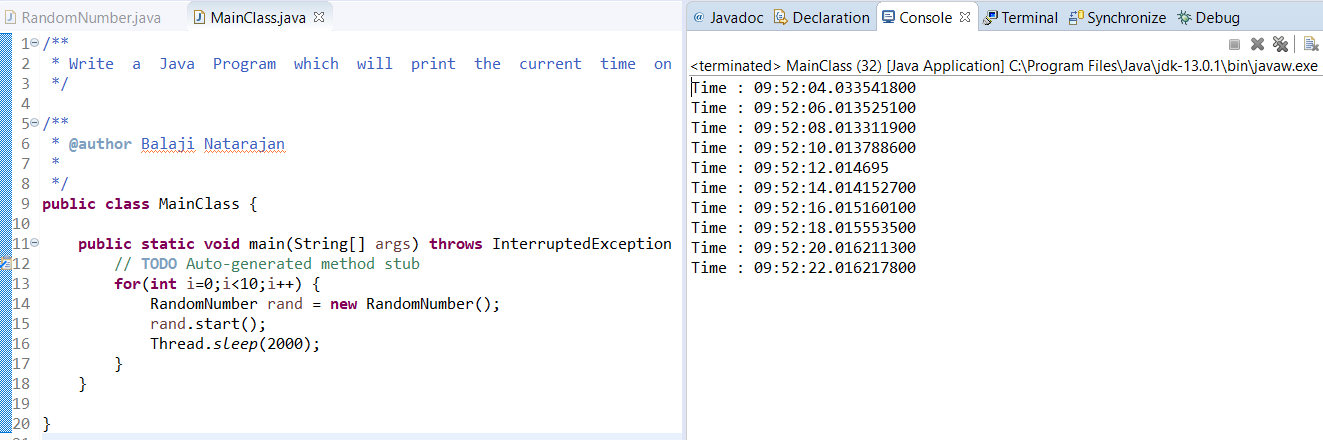 RandomNumber.java MainClass.java
1 /**
2 * Write a Java Program which will print the current time on
3 */
4
5 /**
6 * @author Balaji Natarajan
7 *
8 */
9 public class MainClass {
10
11 public static void main(String[] args) throws InterruptedException
12 // TODO Auto-generated method stub
13 for(int i=0;i<10;i++) {
14 RandomNumber rand = new RandomNumber();
15 rand.start();
16 Thread.sleep(2000);
17 }
18 }
19
20 }
@ Javadoc Declaration Console Terminal Synchronize Debug
<terminated> MainClass (32) [Java Application] C:\Program Files\Java\jdk-13.0.1\bin\javaw.exe
Time : 09:52:04.033541800
Time : 09:52:06.013525100
Time : 09:52:08.013311900
Time : 09:52:10.013788600
Time : 09:52:12.014695
Time : 09:52:14.014152700
Time : 09:52:16.015160100
Time : 09:52:18.015553500
Time : 09:52:20.016211300
Time : 09:52:22.016217800